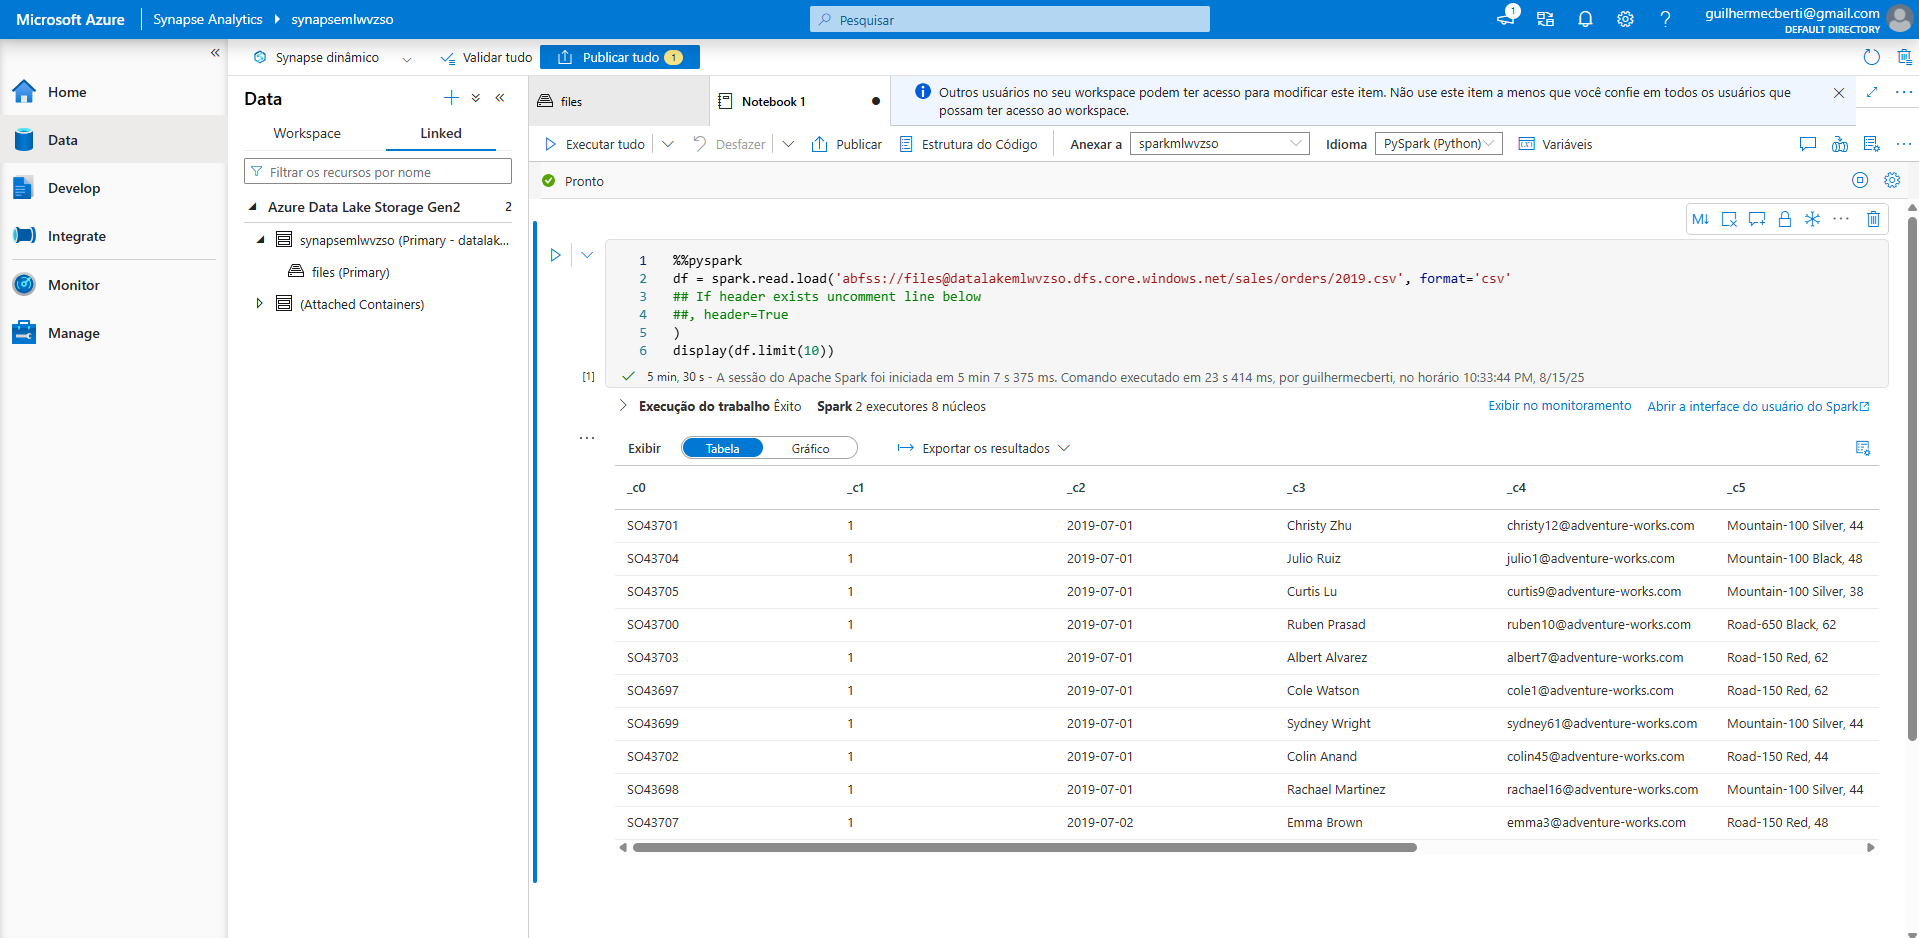 Microsoft Azure
Synapse Analytics
synapsemlwvzso
Pesquisar
1
guilhermecberti@gmail.com
DEFAULT DIRECTORY
Home
Data
Develop
Integrate
Monitor
Manage
Synapse dinâmico
Validar tudo
Publicar tudo 1
Data
Workspace
Linked
Filtrar os recursos por nome
Azure Data Lake Storage Gen2 2
synapsemlwvzso (Primary - datalak...
files (Primary)
(Attached Containers)
files
Notebook 1
Outros usuários no seu workspace podem ter acesso para modificar este item. Não use este item a menos que você confie em todos os usuários que
possam ter acesso ao workspace.
Executar tudo
Desfazer
Publicar
Estrutura do Código
Anexar a
sparkmlwvzso
Idioma
PySpark (Python)
Variáveis
Pronto
M↓
1 %%pyspark
2 df = spark.read.load('abfss://files@datalakemlwvzso.dfs.core.windows.net/sales/orders/2019.csv', format='csv'
3 ## If header exists uncomment line below
4 ##, header=True
5 )
6 display(df.limit(10))
[1]
5 min, 30 s - A sessão do Apache Spark foi iniciada em 5 min 7 s 375 ms. Comando executado em 23 s 414 ms, por guilhermecberti, no horário 10:33:44 PM, 8/15/25
Execução do trabalho Êxito Spark 2 executores 8 núcleos
Exibir no monitoramento
Abrir a interface do usuário do Spark
Exibir
Tabela
Gráfico
Exportar os resultados
_c0 _c1 _c2 _c3 _c4 _c5
SO43701 1 2019-07-01 Christy Zhu christy12@adventure-works.com Mountain-100 Silver, 44
SO43704 1 2019-07-01 Julio Ruiz julio1@adventure-works.com Mountain-100 Black, 48
SO43705 1 2019-07-01 Curtis Lu curtis9@adventure-works.com Mountain-100 Silver, 38
SO43700 1 2019-07-01 Ruben Prasad ruben10@adventure-works.com Road-650 Black, 62
SO43703 1 2019-07-01 Albert Alvarez albert7@adventure-works.com Road-150 Red, 62
SO43697 1 2019-07-01 Cole Watson cole1@adventure-works.com Road-150 Red, 62
SO43699 1 2019-07-01 Sydney Wright sydney61@adventure-works.com Mountain-100 Silver, 44
SO43702 1 2019-07-01 Colin Anand colin45@adventure-works.com Road-150 Red, 44
SO43698 1 2019-07-01 Rachael Martinez rachael16@adventure-works.com Mountain-100 Silver, 44
SO43707 1 2019-07-02 Emma Brown emma3@adventure-works.com Road-150 Red, 48